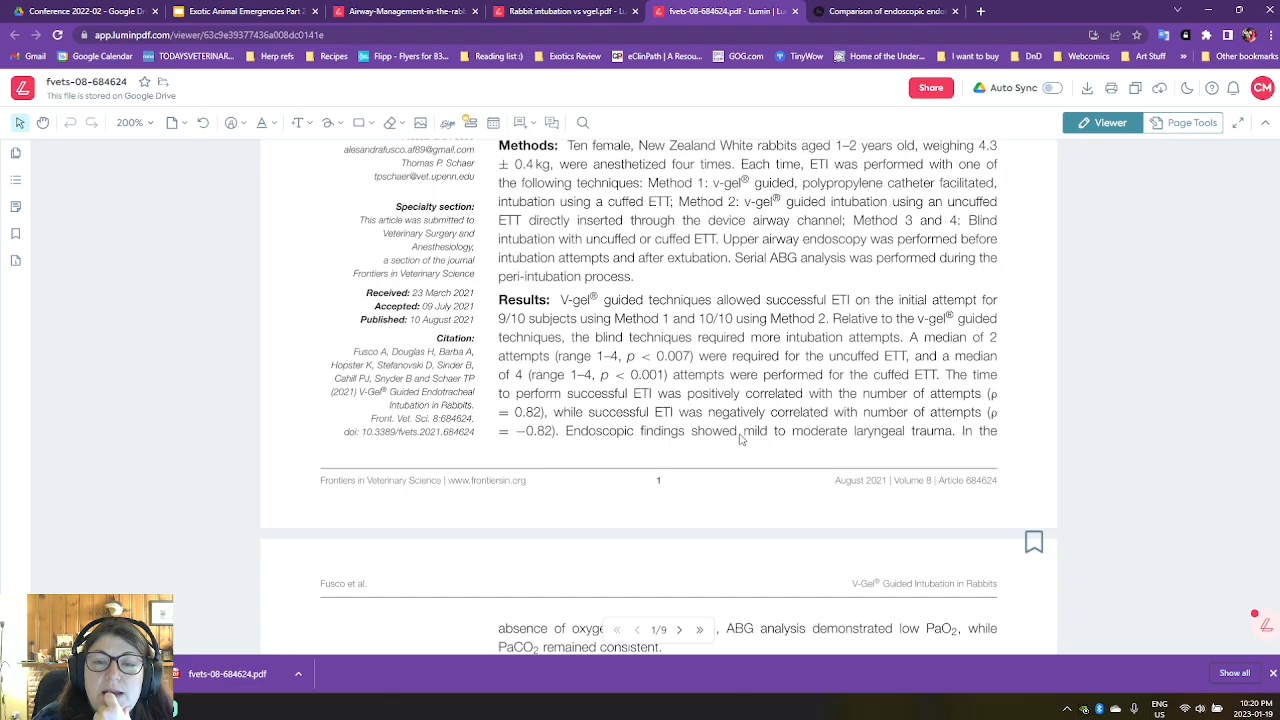 Library - Google Drive
Exotic Animal Emergencies Part 2
Rabbit Intubation vs vgel.pdf - Lu
fvets-08-684624.pdf - Lumin
Comparison
app.luminpdf.com/viewer/63c9e39377436a008dc0141e
Gmail
Google Calendar
TODAYSVETERINAR...
Recipes
Flipp - Flyers for B3...
Reading list :)
Exotics Review
eClinPath | A Resou...
GOG.com
TinyWow
Home of the Under...
I want to buy
DnD
Webcomics
Art Stuff
Other bookmarks
fvets-08-684624
This file is stored on Google Drive
Share
Auto Sync
CM
200%
Viewer
Page Tools
alesandrafusco.af89@gmail.com
Thomas P. Schaer
tpschaer@vet.upenn.edu
Specialty section:
This article was submitted to
Veterinary Surgery and
Anesthesiology,
a section of the journal
Frontiers in Veterinary Science
Received: 23 March 2021
Accepted: 09 July 2021
Published: 10 August 2021
Citation:
Fusco A, Douglas H, Barba A,
Hopster K, Stefanovski D, Sinder B,
Cahill PJ, Snyder B and Schaer TP
(2021) V-Gel® Guided Endotracheal
Intubation in Rabbits.
Front. Vet. Sci. 8:684624.
doi: 10.3389/fvets.2021.684624
Methods: Ten female, New Zealand White rabbits aged 1–2 years old, weighing 4.3
± 0.4 kg, were anesthetized four times. Each time, ETI was performed with one of
the following techniques: Method 1: v-gel® guided, polypropylene catheter facilitated,
intubation using a cuffed ETT; Method 2: v-gel® guided intubation using an uncuffed
ETT directly inserted through the device airway channel; Method 3 and 4: Blind
intubation with uncuffed or cuffed ETT. Upper airway endoscopy was performed before
intubation attempts and after extubation. Serial ABG analysis was performed during the
peri-intubation process.
Results: V-gel® guided techniques allowed successful ETI on the initial attempt for
9/10 subjects using Method 1 and 10/10 using Method 2. Relative to the v-gel® guided
techniques, the blind techniques required more intubation attempts. A median of 2
attempts (range 1–4, p < 0.007) were required for the uncuffed ETT, and a median
of 4 (range 1–4, p < 0.001) attempts were performed for the cuffed ETT. The time
to perform successful ETI was positively correlated with the number of attempts (ρ
= 0.82), while successful ETI was negatively correlated with number of attempts (ρ
= −0.82). Endoscopic findings showed mild to moderate laryngeal trauma. In the
Frontiers in Veterinary Science | www.frontiersin.org
1
August 2021 | Volume 8 | Article 684624
Fusco et al.
V-Gel® Guided Intubation in Rabbits
absence of oxyge , ABG analysis demonstrated low PaO2, while
PaCO2 remained consistent.
1/9
fvets-08-684624.pdf
Show all
10:30 PM
2023-01-19